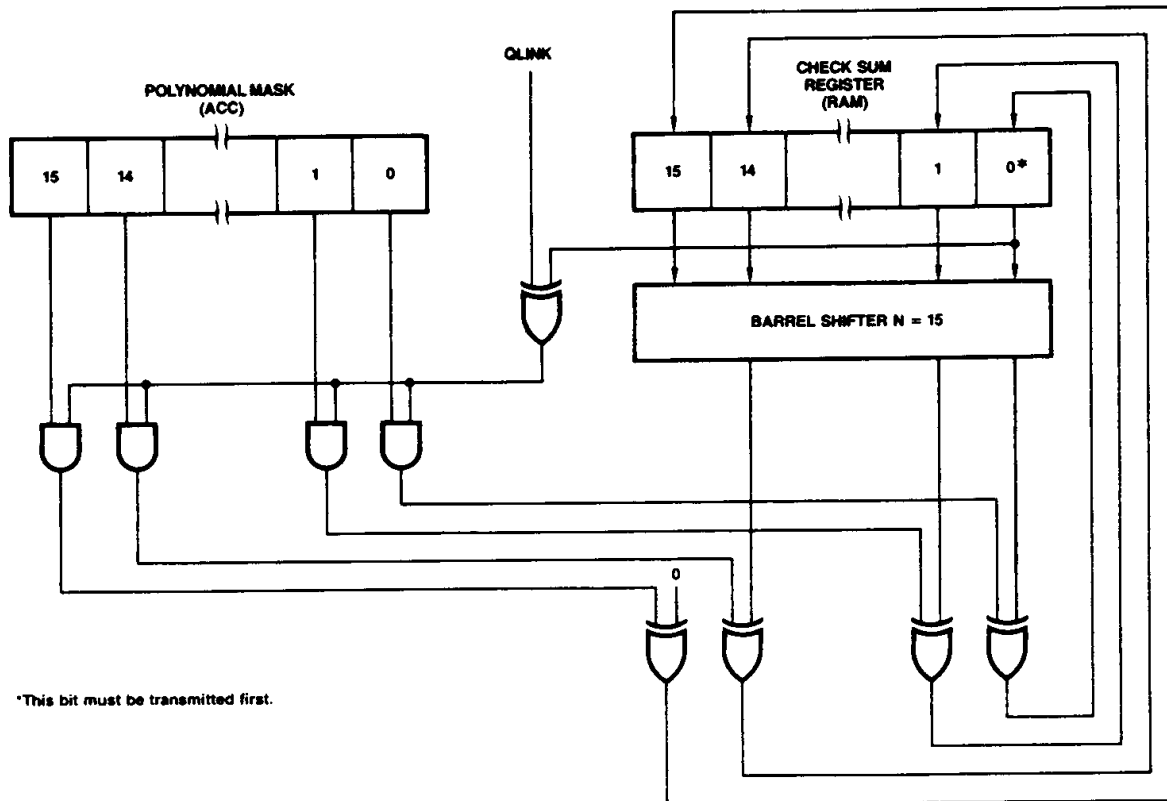 QLINK
POLYNOMIAL MASK
(ACC)
CHECK SUM
REGISTER
(RAM)
15 14 1 0
15 14 1 0*
BARREL SHIFTER N = 15
0
*This bit must be transmitted first.